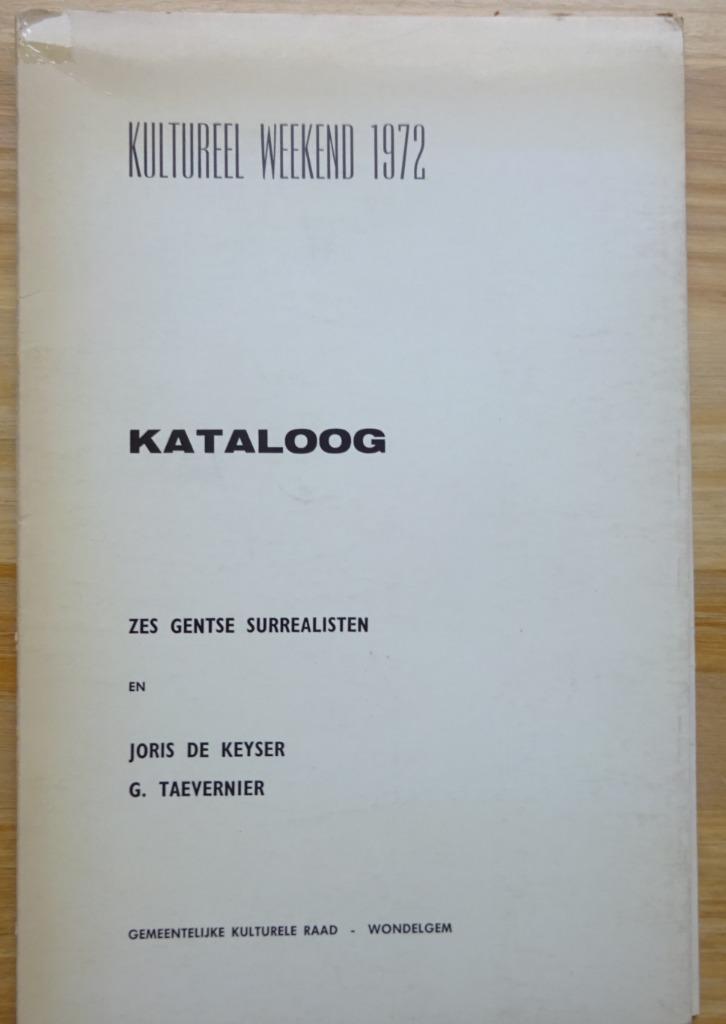 KULTUREEL WEEKEND 1972
KATALOOG
ZES GENTSE SURREALISTEN
EN
JORIS DE KEYSER
G. TAEVERNIER
GEMEENTELIJKE KULTURELE RAAD - WONDELGEM